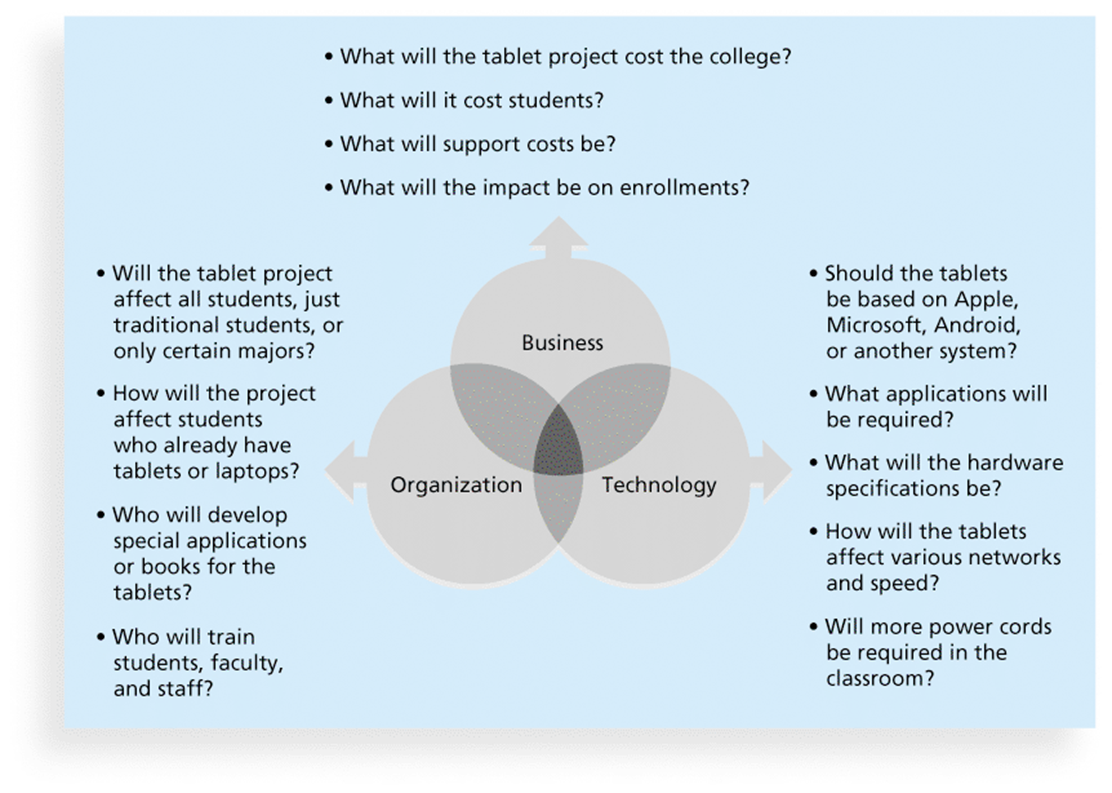 • What will the tablet project cost the college?
• What will it cost students?
• What will support costs be?
• What will the impact be on enrollments?
• Will the tablet project
affect all students, just
traditional students, or
only certain majors?
• How will the project
affect students
who already have
tablets or laptops?
• Who will develop
special applications
or books for the
tablets?
• Who will train
students, faculty,
and staff?
Business
Organization
Technology
• Should the tablets
be based on Apple,
Microsoft, Android,
or another system?
• What applications will
be required?
• What will the hardware
specifications be?
• How will the tablets
affect various networks
and speed?
• Will more power cords
be required in the
classroom?